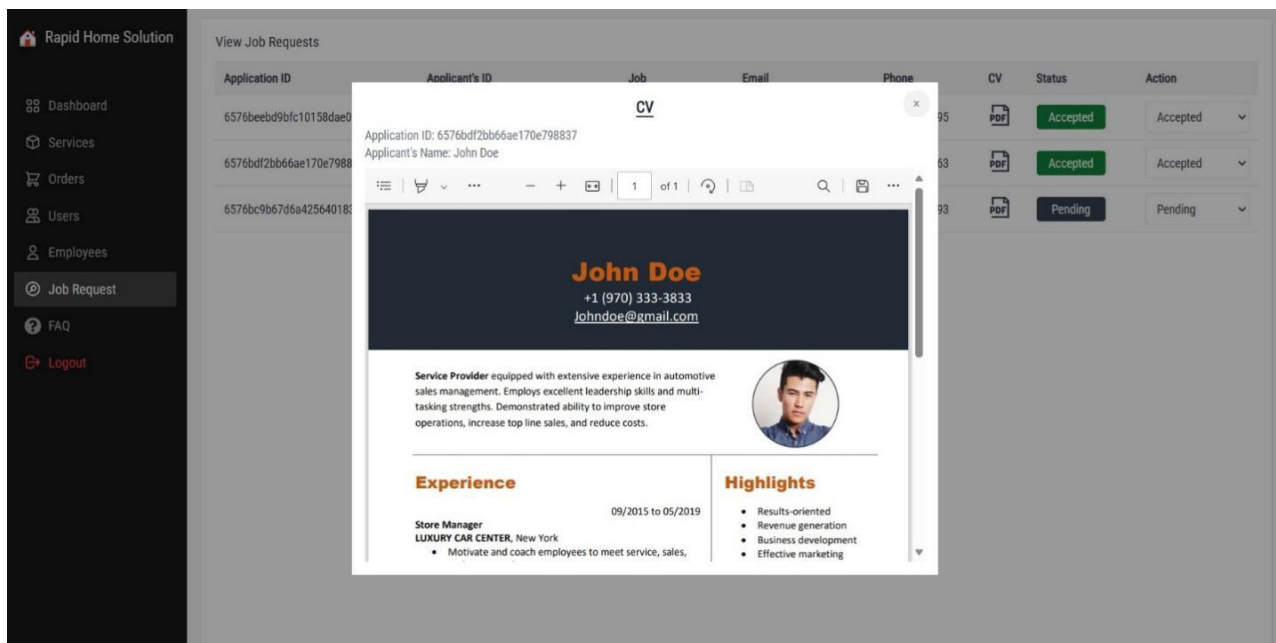 Rapid Home Solution
Dashboard
Services
Orders
Users
Employees
Job Request
FAQ
Logout
View Job Requests
Application ID Applicant's ID Job Email Phone CV Status Action
6576beebd9bfc10158dae0 95 PDF Accepted Accepted
6576bdf2bb66ae170e7988 63 PDF Accepted Accepted
6576bc9b67d6a42564018 93 PDF Pending Pending
CV
x
Application ID: 6576bdf2bb66ae170e798837
Applicant's Name: John Doe
1 of 1
John Doe
+1 (970) 333-3833
Johndoe@gmail.com
Service Provider equipped with extensive experience in automotive
sales management. Employs excellent leadership skills and multi-
tasking strengths. Demonstrated ability to improve store
operations, increase top line sales, and reduce costs.
Experience
09/2015 to 05/2019
Store Manager
LUXURY CAR CENTER, New York
• Motivate and coach employees to meet service, sales,
Highlights
• Results-oriented
• Revenue generation
• Business development
• Effective marketing